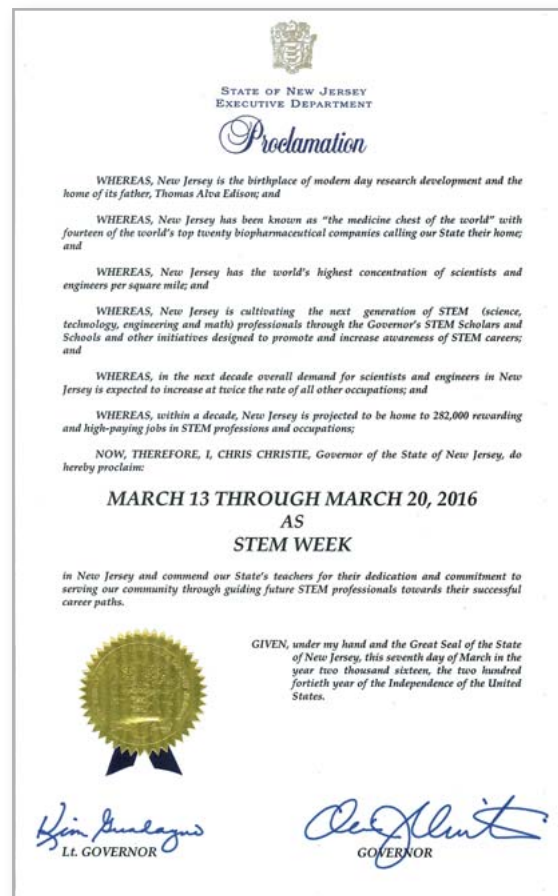 STATE OF NEW JERSEY
EXECUTIVE DEPARTMENT
Proclamation
WHEREAS, New Jersey is the birthplace of modern day research development and the
home of its father, Thomas Alva Edison; and
WHEREAS, New Jersey has been known as “the medicine chest of the world” with
fourteen of the world's top twenty biopharmaceutical companies calling our State their home;
and
WHEREAS, New Jersey has the world's highest concentration of scientists and
engineers per square mile; and
WHEREAS, New Jersey is cultivating the next generation of STEM (science,
technology, engineering and math) professionals through the Governor's STEM Scholars and
Schools and other initiatives designed to promote and increase awareness of STEM careers;
and
WHEREAS, in the next decade overall demand for scientists and engineers in New
Jersey is expected to increase at twice the rate of all other occupations; and
WHEREAS, within a decade, New Jersey is projected to be home to 282,000 rewarding
and high-paying jobs in STEM professions and occupations;
NOW, THEREFORE, I, CHRIS CHRISTIE, Governor of the State of New Jersey, do
hereby proclaim:
MARCH 13 THROUGH MARCH 20, 2016
AS
STEM WEEK
in New Jersey and commend our State's teachers for their dedication and commitment to
serving our community through guiding future STEM professionals towards their successful
career paths.
GIVEN, under my hand and the Great Seal of the State
of New Jersey, this seventh day of March in the
year two thousand sixteen, the two hundred
fortieth year of the Independence of the United
States.
Kim Guadagno
Lt. GOVERNOR
GOVERNOR